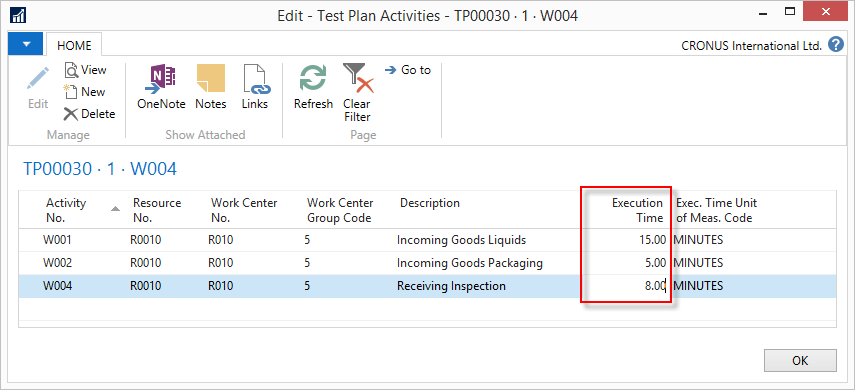 Edit - Test Plan Activities - TP00030 · 1 · W004
HOME
CRONUS International Ltd.
?
Edit
View
New
Delete
Manage
OneNote
Notes
Links
Show Attached
Refresh
Clear
Filter
Go to
Page
TP00030 · 1 · W004
Activity No. Resource No. Work Center No. Work Center Group Code Description Execution Time Exec. Time Unit of Meas. Code
W001 R0010 R010 5 Incoming Goods Liquids 15.00 MINUTES
W002 R0010 R010 5 Incoming Goods Packaging 5.00 MINUTES
W004 R0010 R010 5 Receiving Inspection 8.00 MINUTES
OK